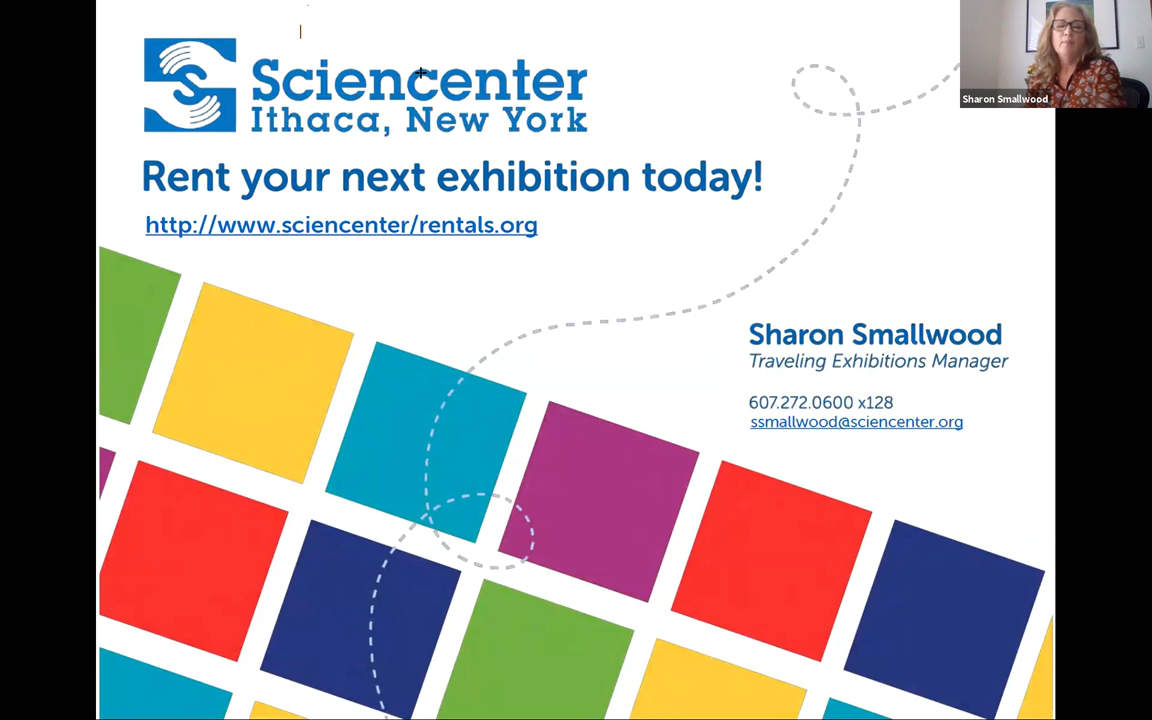 Sciencenter
Ithaca, New York
Rent your next exhibition today!
http://www.sciencenter/rentals.org
Sharon Smallwood
Traveling Exhibitions Manager
607.272.0600 x128
ssmallwood@sciencenter.org
Sharon Smallwood